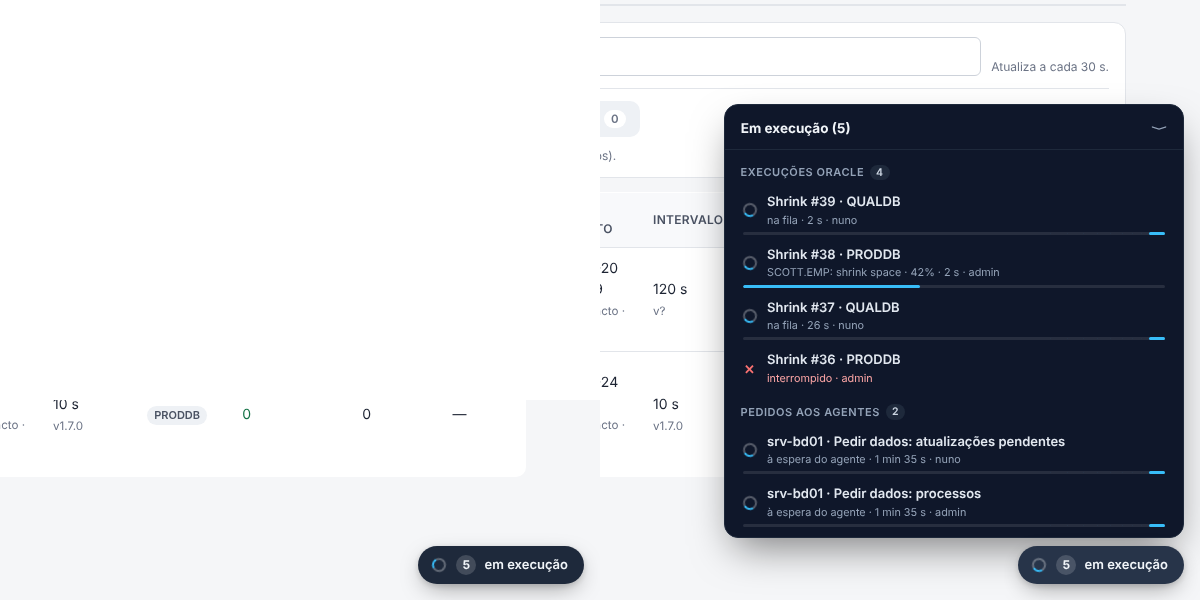 10 s
PRODDB
0
0
—
cto ·
v1.7.0
5 em execução
Atualiza a cada 30 s.
0
os).
TO
INTERVALO
20
9
120 s
cto ·
v?
24
10 s
cto ·
v1.7.0
Em execução (5)
EXECUÇÕES ORACLE 4
Shrink #39 · QUALDB
na fila · 2 s · nuno
Shrink #38 · PRODDB
SCOTT.EMP: shrink space · 42% · 2 s · admin
Shrink #37 · QUALDB
na fila · 26 s · nuno
Shrink #36 · PRODDB
interrompido · admin
PEDIDOS AOS AGENTES 2
srv-bd01 · Pedir dados: atualizações pendentes
à espera do agente · 1 min 35 s · nuno
srv-bd01 · Pedir dados: processos
à espera do agente · 1 min 35 s · admin
5 em execução